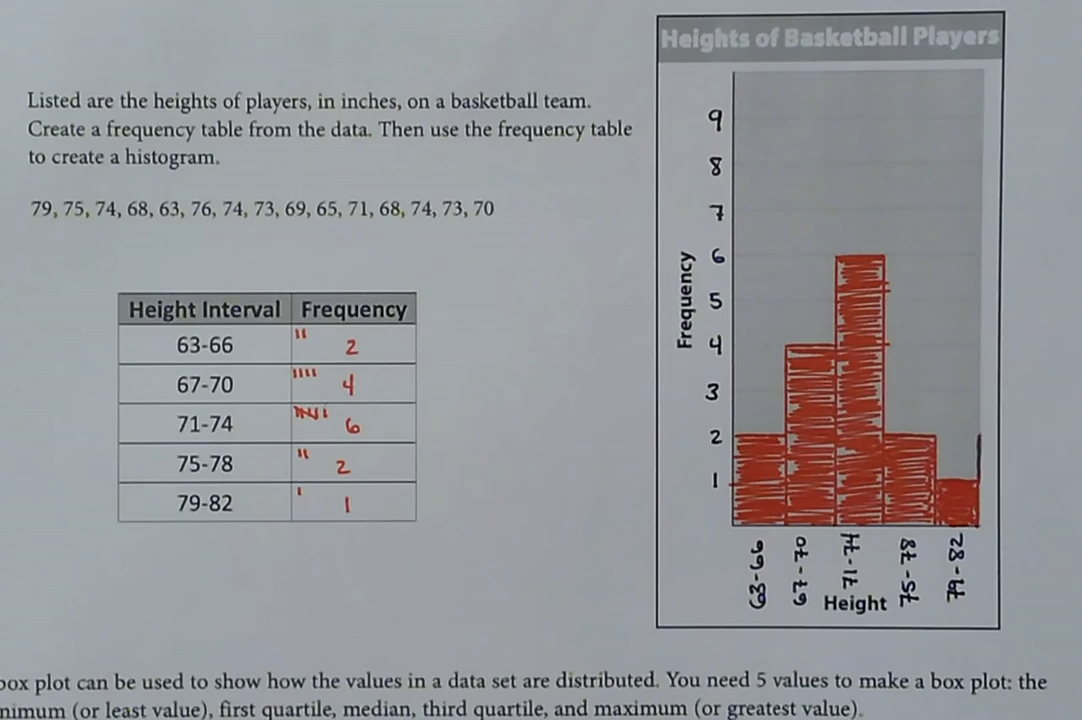 Listed are the heights of players, in inches, on a basketball team.
Create a frequency table from the data. Then use the frequency table
to create a histogram.
79, 75, 74, 68, 63, 76, 74, 73, 69, 65, 71, 68, 74, 73, 70
Height Interval Frequency
63-66 2
67-70 4
71-74 6
75-78 2
79-82 1
Heights of Basketball Players
Frequency
9
8
7
6
5
4
3
2
1
63-66
67-70
71-74
75-78
79-82
Height
box plot can be used to show how the values in a data set are distributed. You need 5 values to make a box plot: the
nimum (or least value), first quartile, median, third quartile, and maximum (or greatest value).